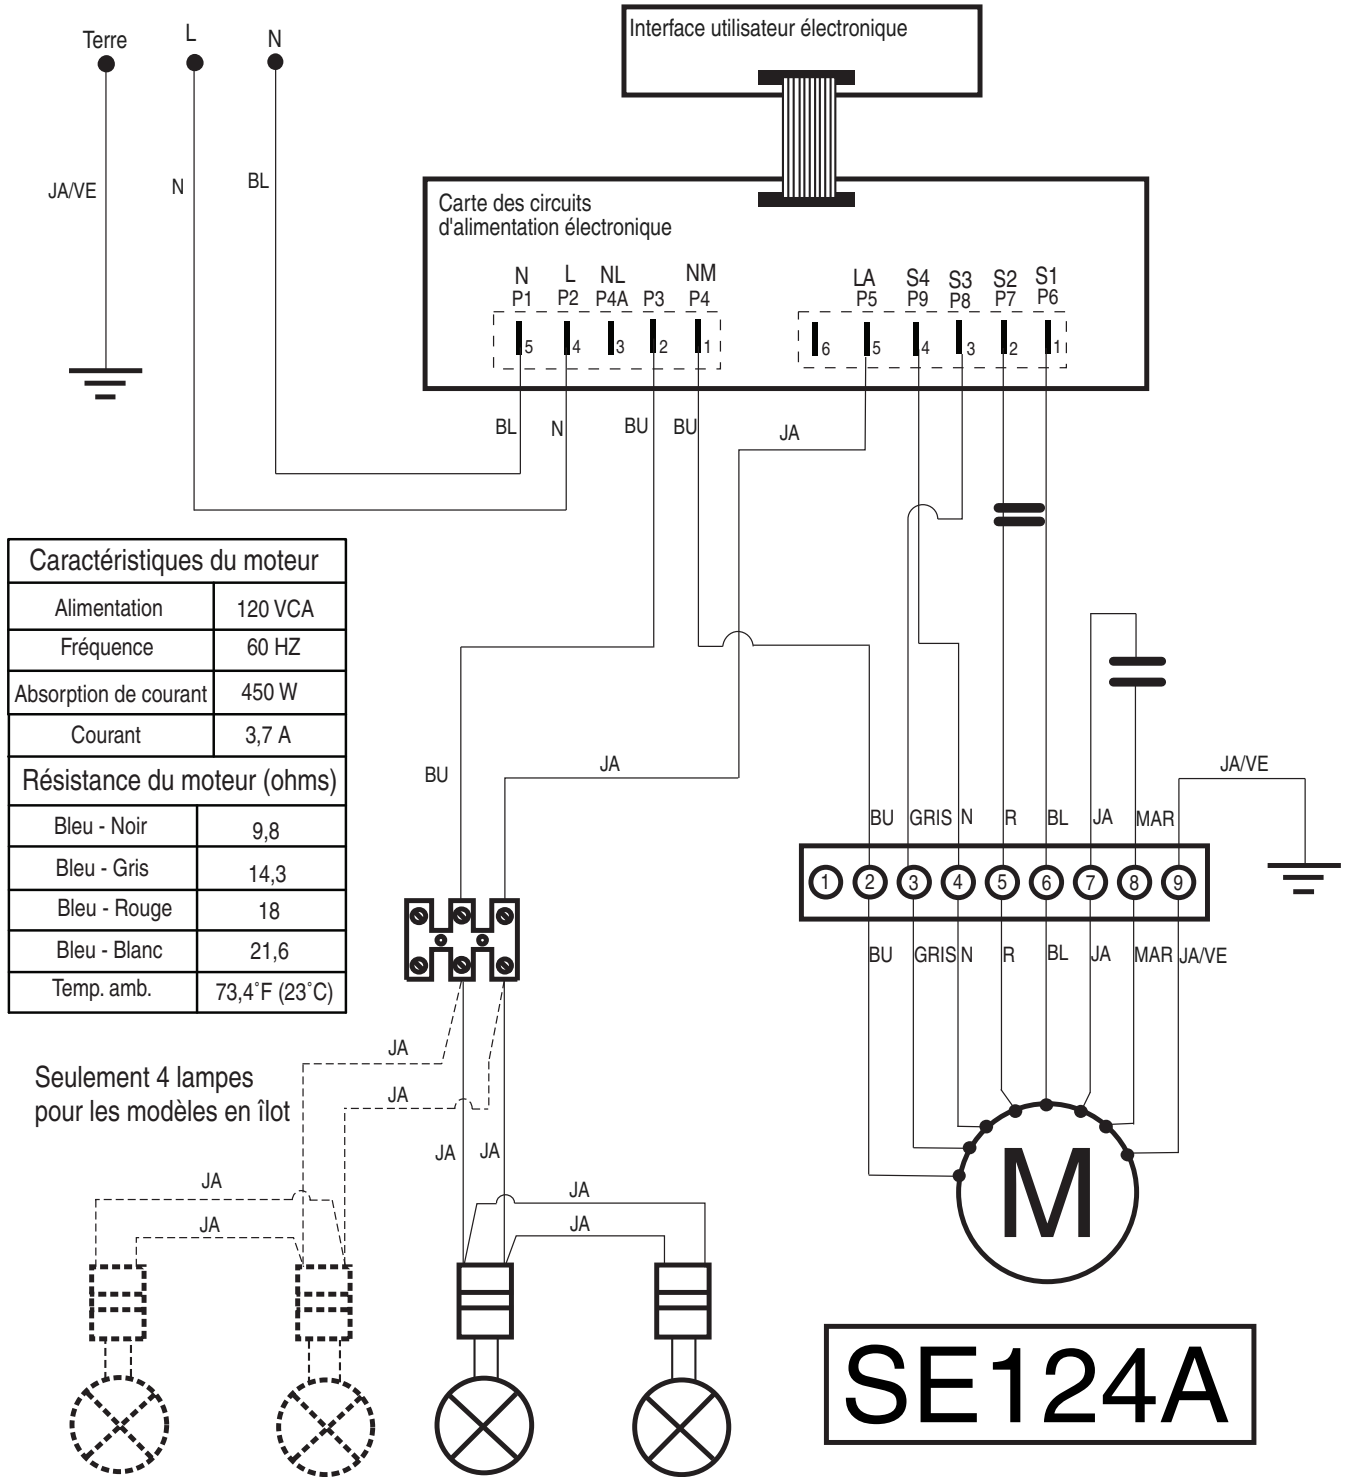 Interface utilisateur électronique
Terre
L
N
JA/VE
N
BL
Carte des circuits
d'alimentation électronique
N
L
NL
NM
LA
S4
S3
S2
S1
P1
P2
P4A
P3
P4
P5
P9
P8
P7
P6
5
4
3
2
1
6
5
4
3
2
1
BL
N
BU
BU
JA
Caractéristiques du moteur
Alimentation 120 VCA
Fréquence 60 HZ
Absorption de courant 450 W
Courant 3,7 A
Résistance du moteur (ohms)
Bleu - Noir 9,8
Bleu - Gris 14,3
Bleu - Rouge 18
Bleu - Blanc 21,6
Temp. amb. 73,4°F (23°C)
BU
JA
JA/VE
BU
GRIS
N
R
BL
JA
MAR
1
2
3
4
5
6
7
8
9
BU
GRIS
N
R
BL
JA
MAR
JA/VE
Seulement 4 lampes
pour les modèles en îlot
JA
JA
JA
JA
JA
JA
JA
JA
M
SE124A